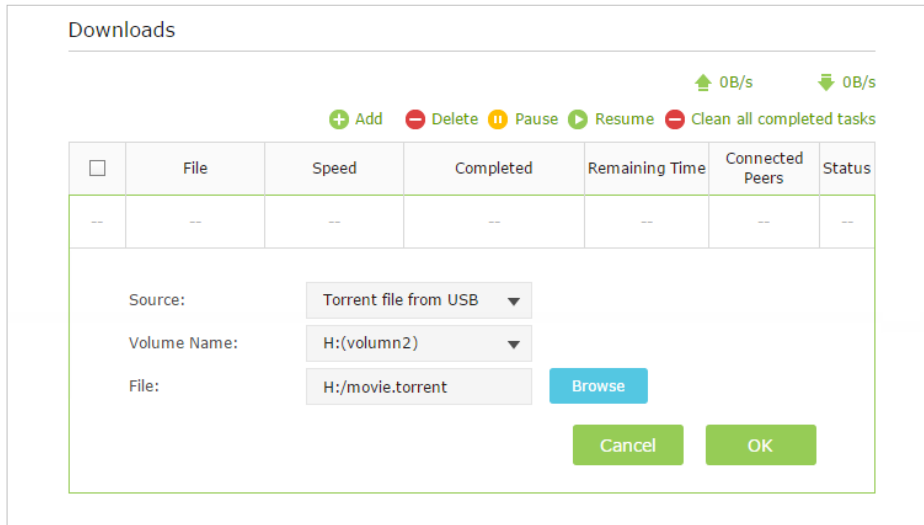 Downloads
0B/s 0B/s
Add Delete Pause Resume Clean all completed tasks
File Speed Completed Remaining Time Connected Peers Status
-- -- -- -- -- -- --
Source: Torrent file from USB
Volume Name: H:(volumn2)
File: H:/movie.torrent Browse
Cancel OK